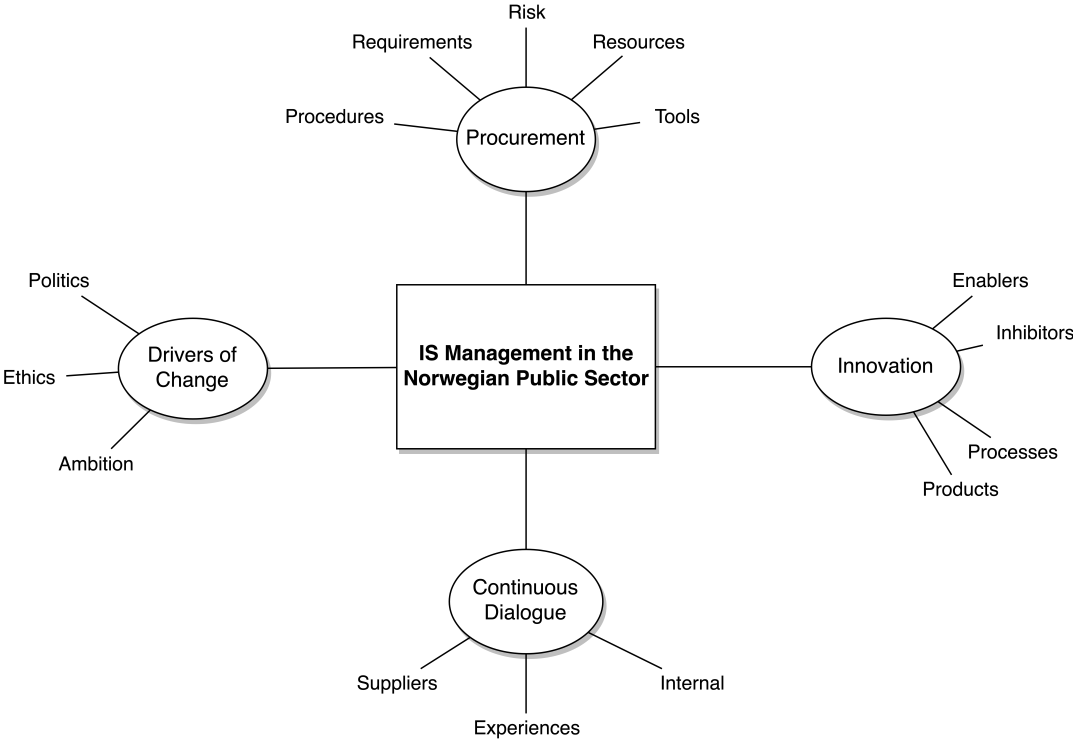 Risk
Requirements
Resources
Procedures
Tools
Procurement
Politics
Ethics
Ambition
Drivers of
Change
IS Management in the
Norwegian Public Sector
Enablers
Inhibitors
Innovation
Processes
Products
Continuous
Dialogue
Suppliers
Internal
Experiences